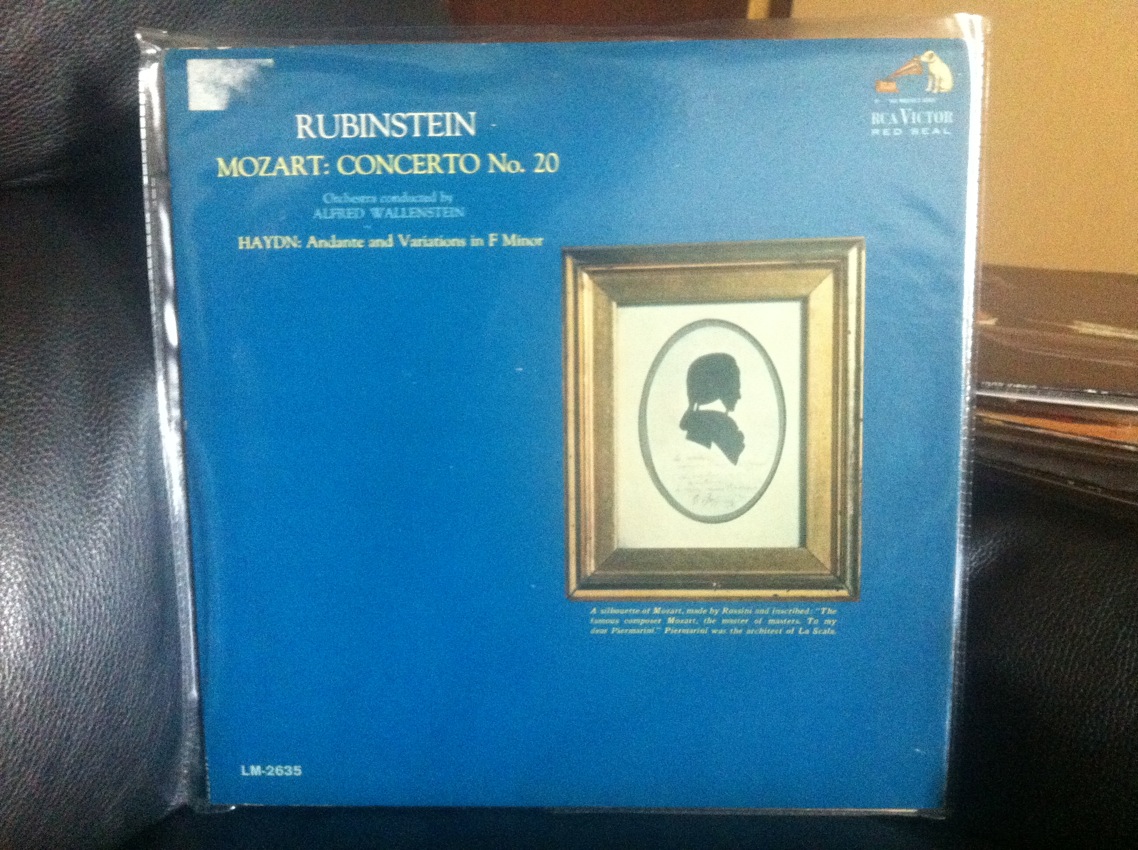 RUBINSTEIN
MOZART: CONCERTO No. 20
Orchestra conducted by
ALFRED WALLENSTEIN
HAYDN: Andante and Variations in F Minor
RCA VICTOR
RED SEAL
A silhouette of Mozart, made by Rossini and inscribed: "The
famous composer Mozart, the master of masters. To my
dear Piermarini." Piermarini was the architect of La Scala.
LM-2635